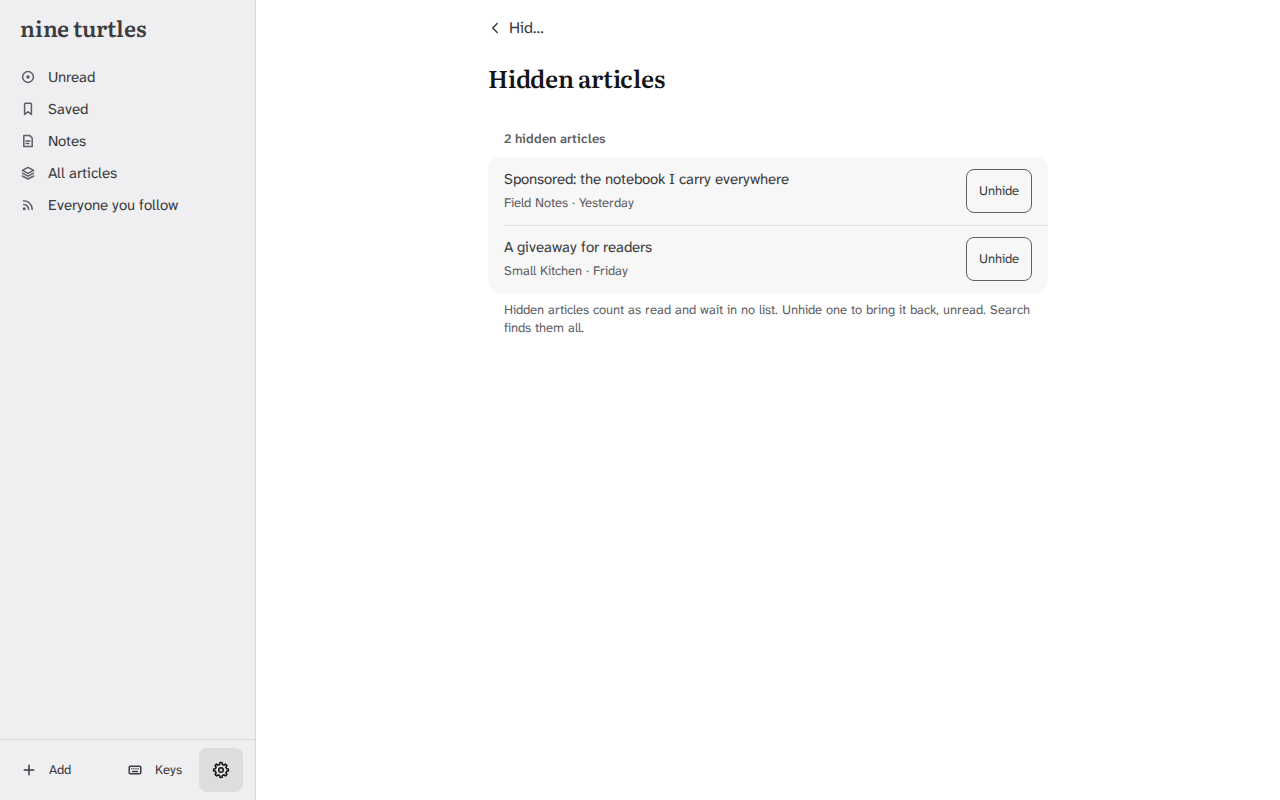 nine turtles
Unread
Saved
Notes
All articles
Everyone you follow
Add
Keys
Hid...
Hidden articles
2 hidden articles
Sponsored: the notebook I carry everywhere
Field Notes · Yesterday
Unhide
A giveaway for readers
Small Kitchen · Friday
Unhide
Hidden articles count as read and wait in no list. Unhide one to bring it back, unread. Search
finds them all.